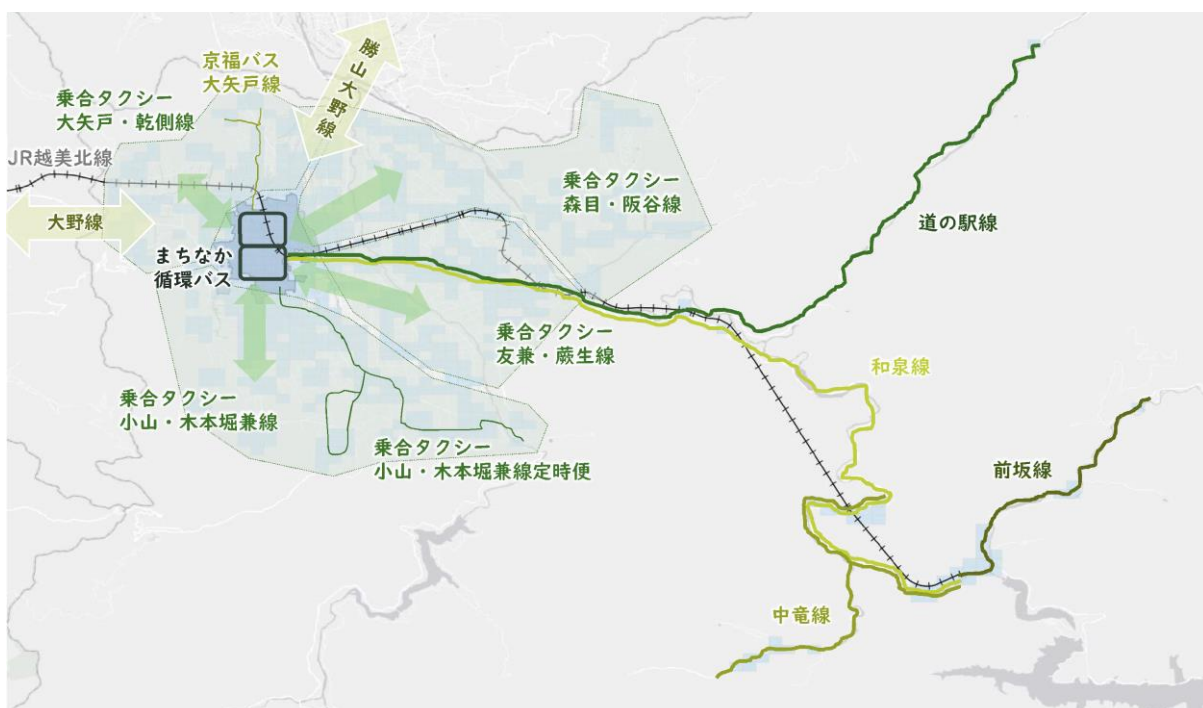 京福バス
大矢戸線
勝山大野線
乗合タクシー
大矢戸・乾側線
JR越美北線
大野線
まちなか
循環バス
乗合タクシー
森目・阪谷線
道の駅線
乗合タクシー
友兼・蕨生線
和泉線
乗合タクシー
小山・木本堀兼線
乗合タクシー
小山・木本堀兼線定時便
前坂線
中竜線